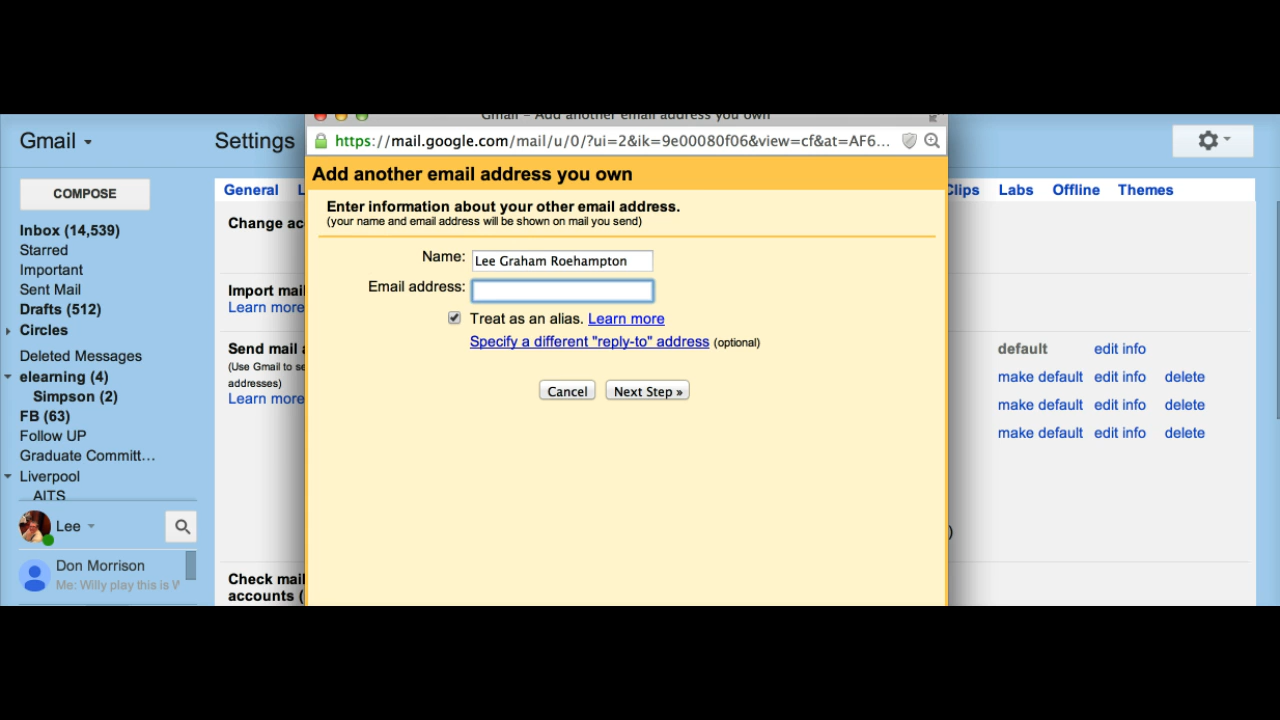 Gmail - Add another email address you own
Gmail
Settings
https://mail.google.com/mail/u/0/?ui=2&ik=9e00080f06&view=cf&at=AF6...
Add another email address you own
COMPOSE
General L
Clips Labs Offline Themes
Enter information about your other email address.
(your name and email address will be shown on mail you send)
Change ac
Inbox (14,539)
Starred
Important
Sent Mail
Drafts (512)
Circles
Deleted Messages
elearning (4)
Simpson (2)
FB (63)
Follow UP
Graduate Committ...
Liverpool
AITS
Lee
Don Morrison
Me: Willy play this is W
Import mail
Learn more
Send mail a
(Use Gmail to se
addresses)
Learn more
Check mail
accounts (
Name: Lee Graham Roehampton
Email address:
Treat as an alias. Learn more
Specify a different "reply-to" address (optional)
Cancel Next Step »
default edit info
make default edit info delete
make default edit info delete
make default edit info delete
)